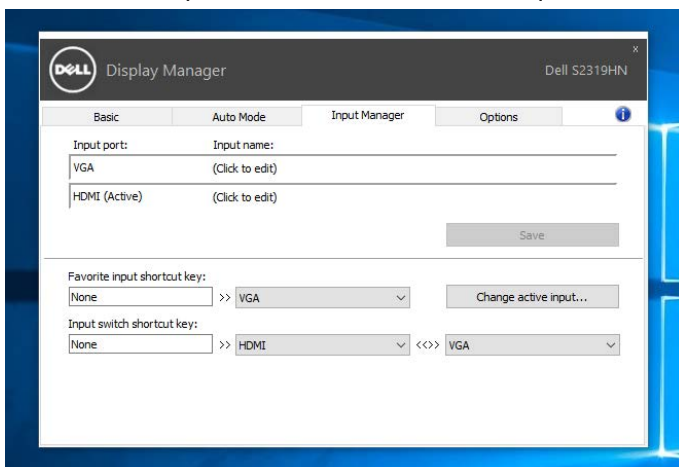 x
DELL Display Manager Dell S2319HN
Basic Auto Mode Input Manager Options i
Input port: Input name:
VGA (Click to edit)
HDMI (Active) (Click to edit)
Save
Favorite input shortcut key:
None >> VGA Change active input...
Input switch shortcut key:
None >> HDMI <<>> VGA